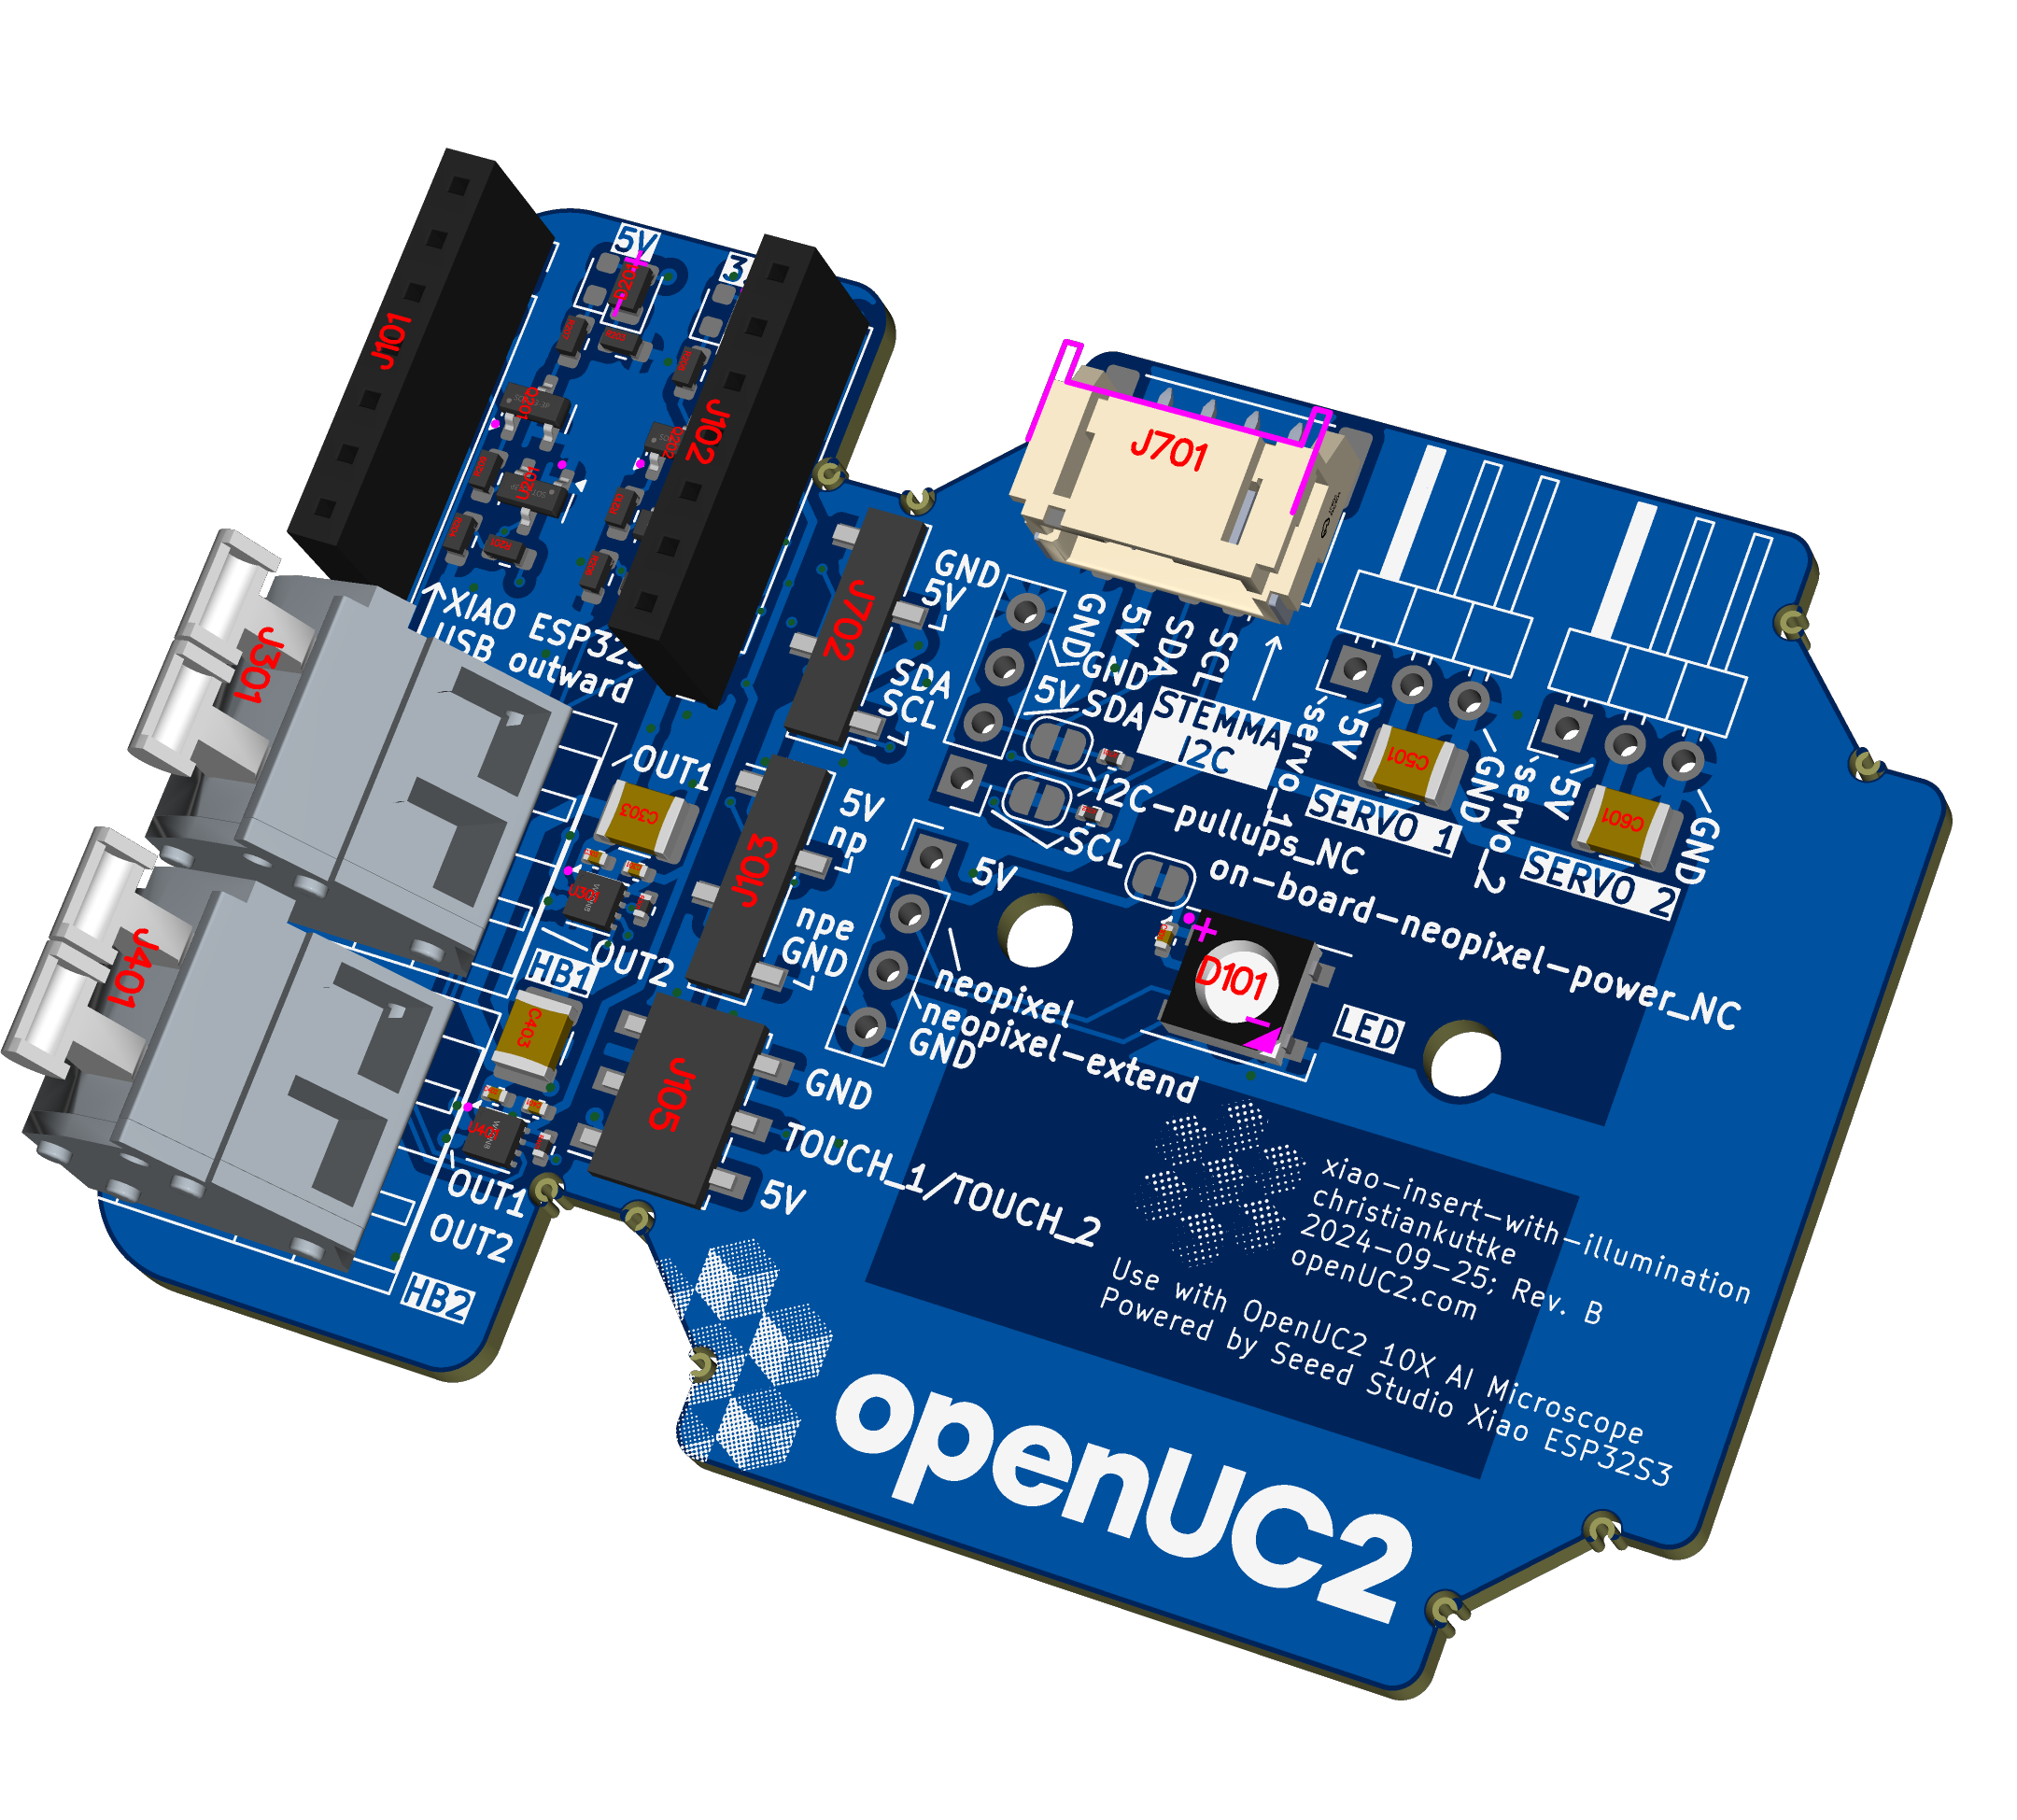 5V
3
J101
J102
D201
Q201
Q202
U201
XIAO ESP32S
USB outward
J301
J401
J701
J702
GND
5V
SDA
SCL
GND
5V
SDA
SCL
GND
5V
SDA
STEMMA
I2C
SCL
I2C-pullups_NC
on-board-neopixel-power_NC
servo_1
5V
GND
C501
SERVO 1
servo_2
5V
GND
C601
SERVO 2
OUT1
C303
OUT2
HB1
J103
5V
np
npe
GND
5V
neopixel
neopixel-extend
GND
D101
LED
C403
OUT1
OUT2
HB2
J105
GND
TOUCH_1/TOUCH_2
5V
xiao-insert-with-illumination
christiankuttke
2024-09-25; Rev. B
openUC2.com
Use with OpenUC2 10X AI Microscope
Powered by Seeed Studio Xiao ESP32S3
openUC2